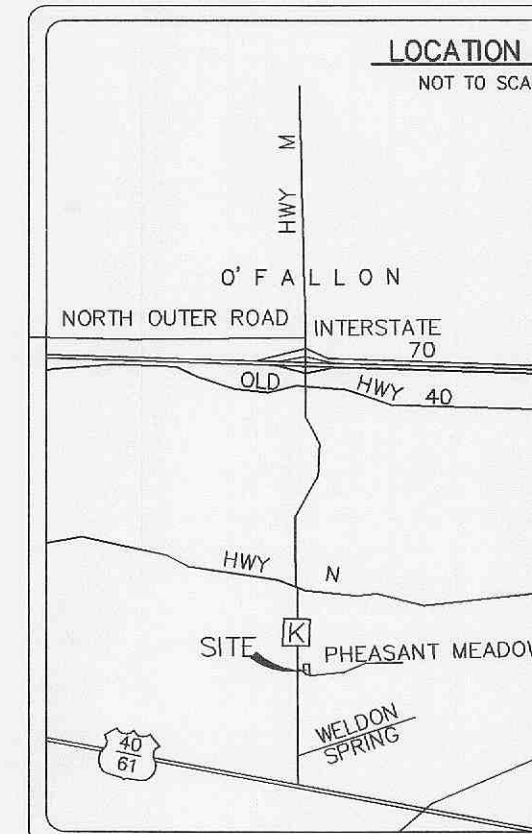 LOCATION
NOT TO SCA
HWY M
O' FALLON
NORTH OUTER ROAD
INTERSTATE
70
OLD HWY 40
HWY N
K
SITE
PHEASANT MEADOW
WELDON
SPRING
40
61